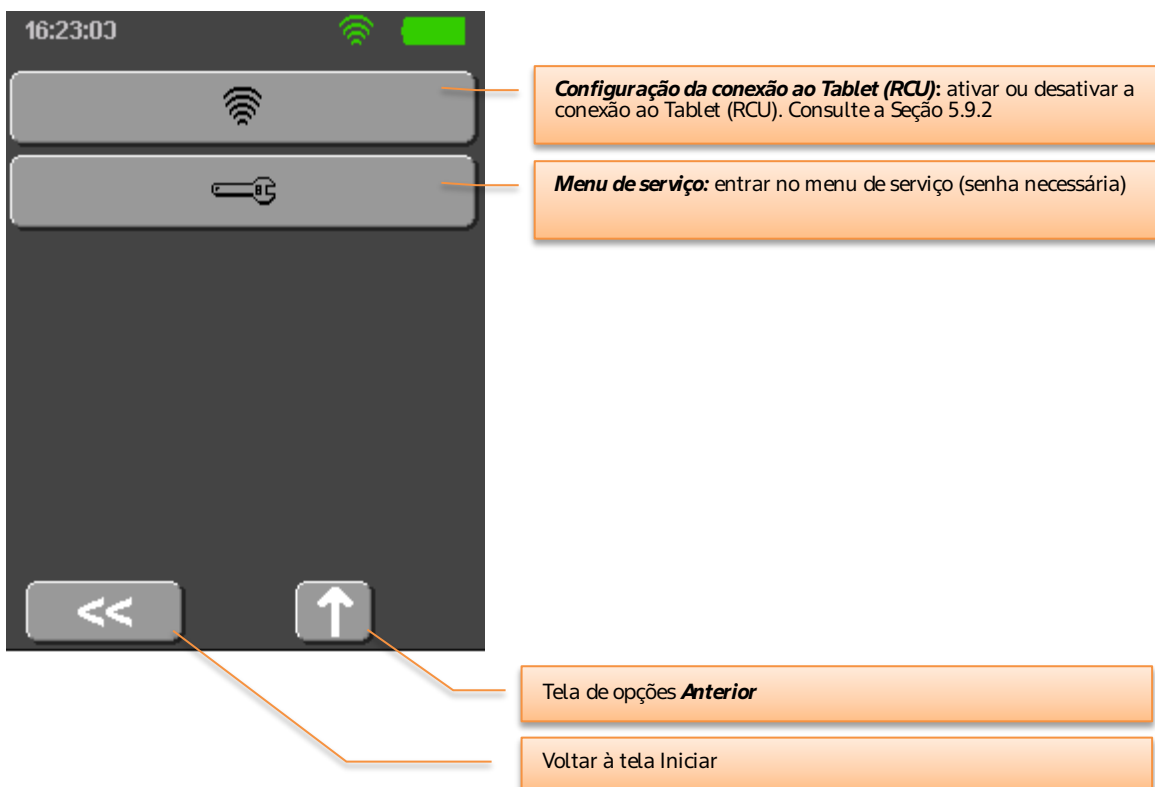 16:23:03
Configuração da conexão ao Tablet (RCU): ativar ou desativar a
conexão ao Tablet (RCU). Consulte a Seção 5.9.2
Menu de serviço: entrar no menu de serviço (senha necessária)
<<
Tela de opções Anterior
Voltar à tela Iniciar